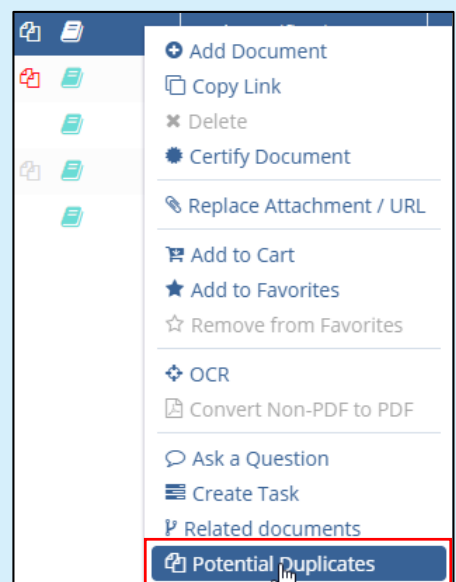 Add Document
Copy Link
Delete
Certify Document
Replace Attachment / URL
Add to Cart
Add to Favorites
Remove from Favorites
OCR
Convert Non-PDF to PDF
Ask a Question
Create Task
Related documents
Potential Duplicates